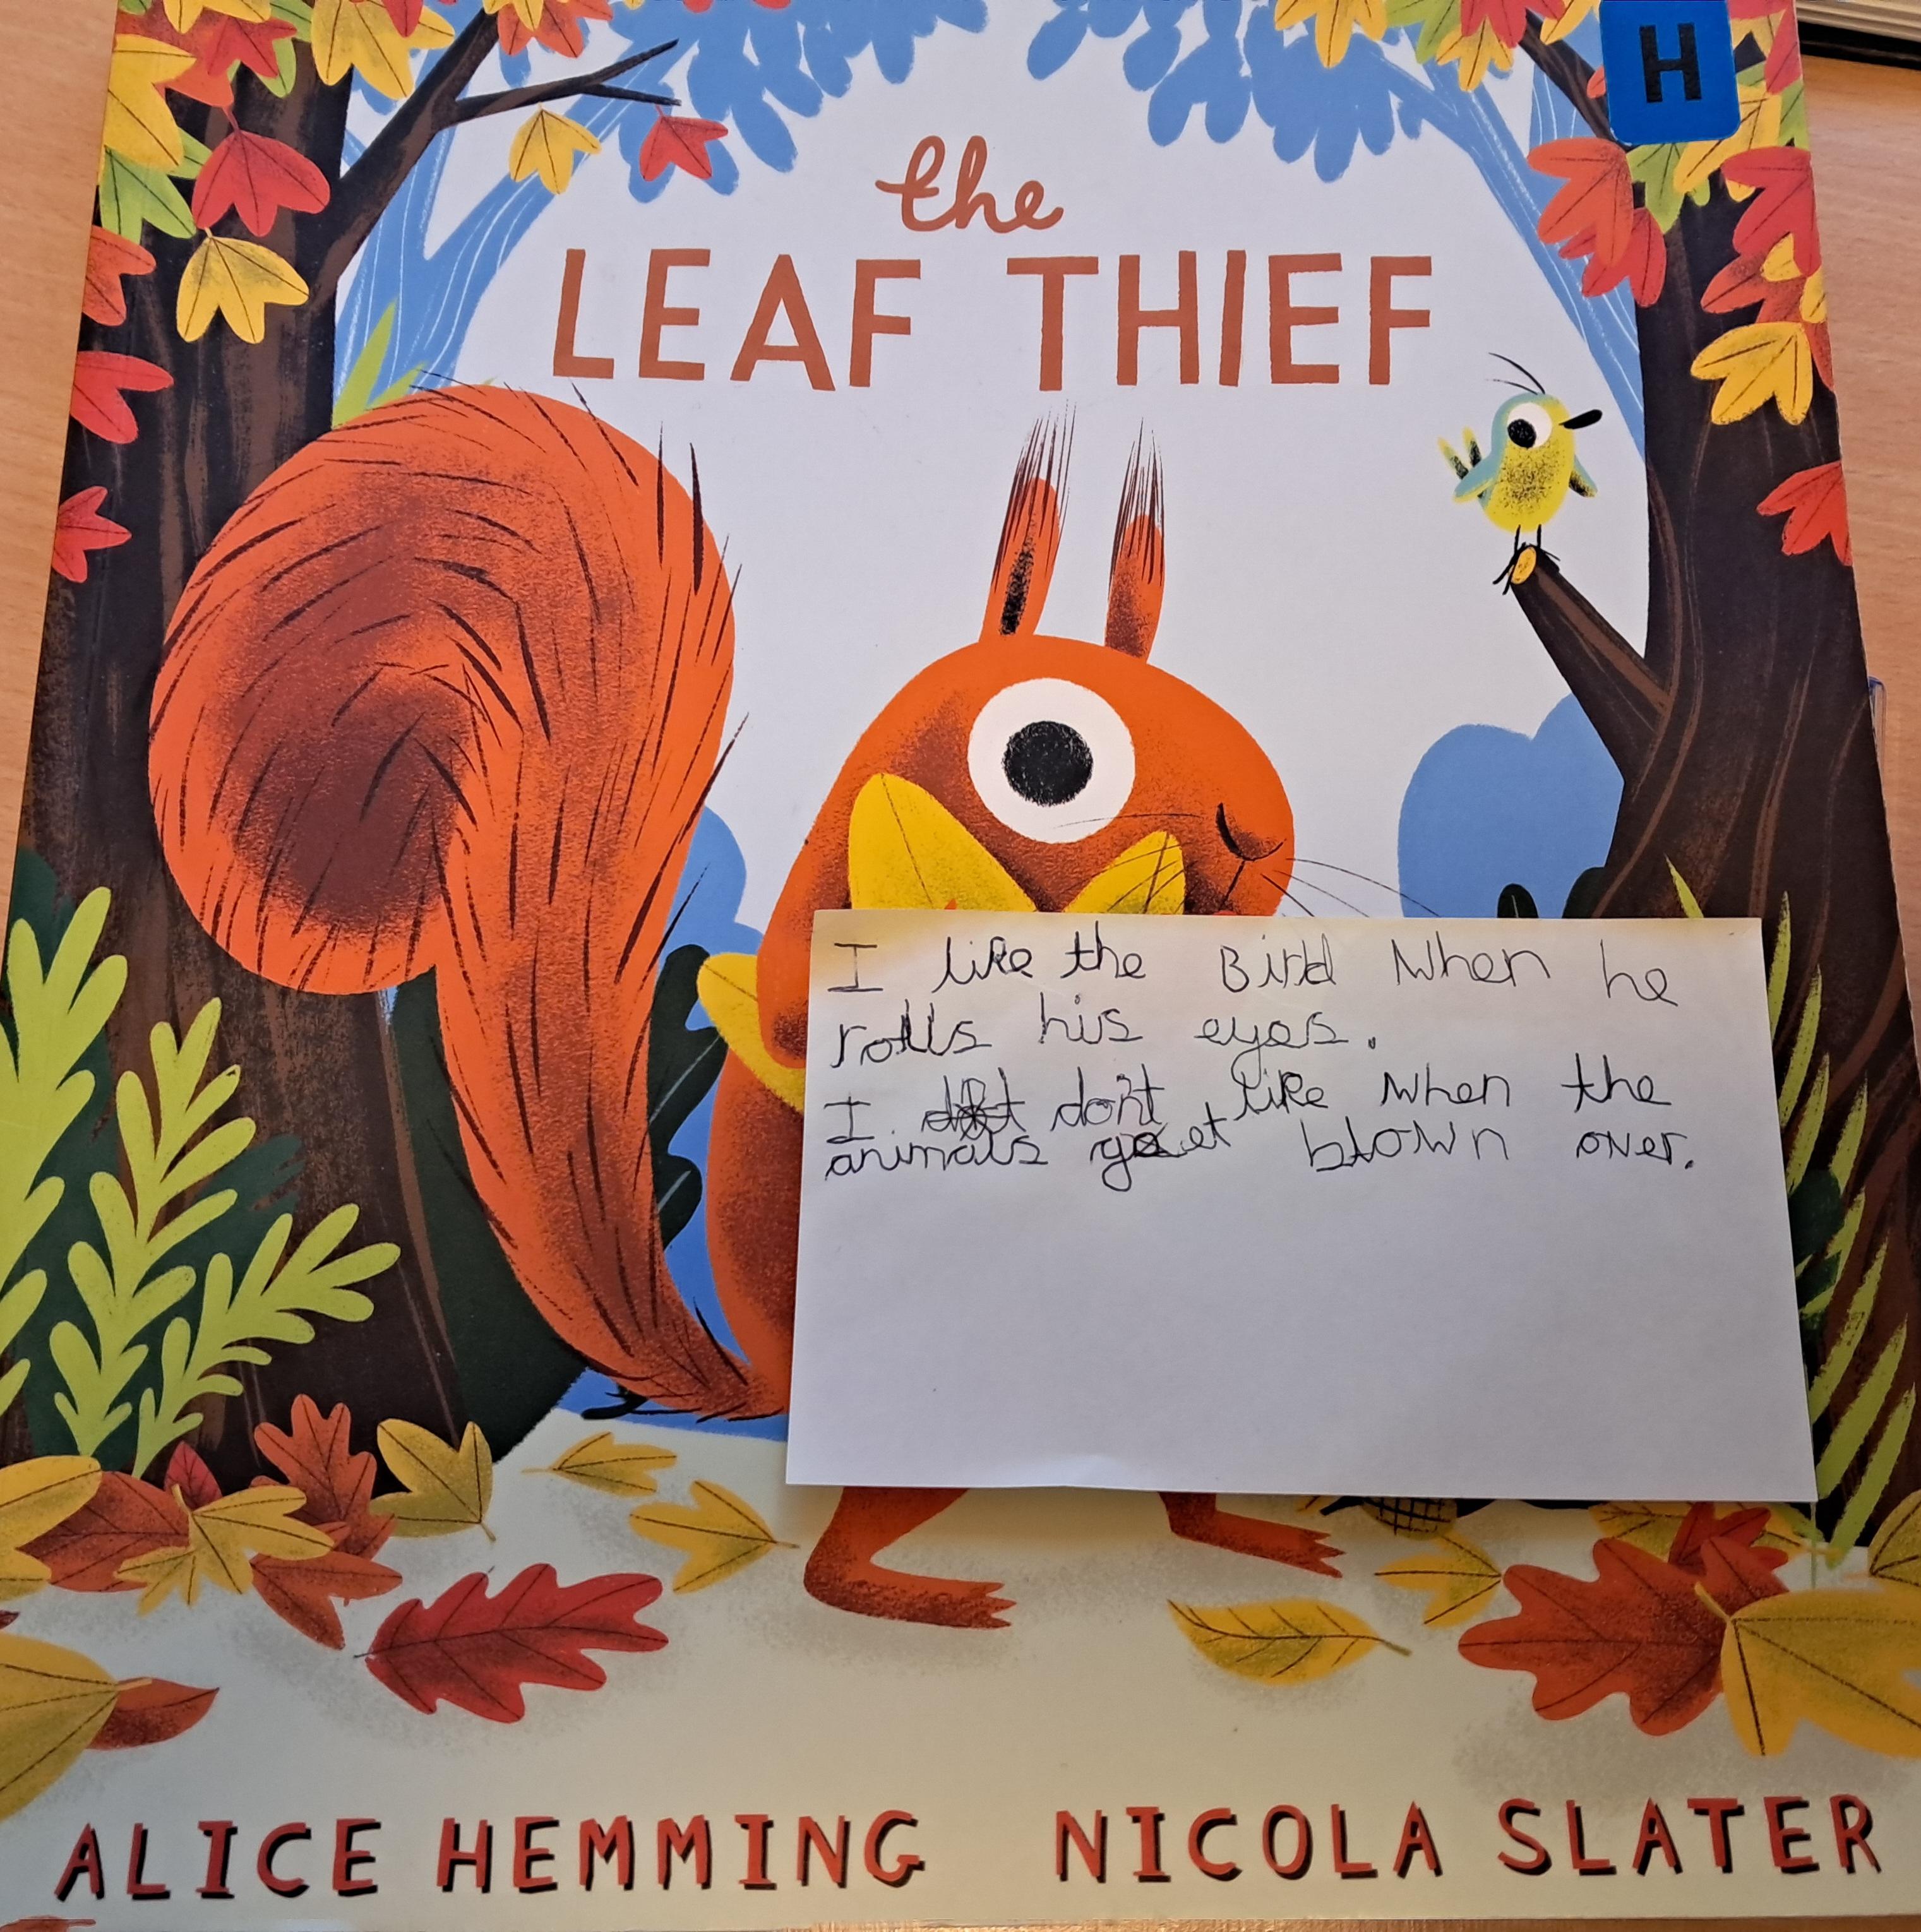 H
the
LEAF THIEF
I like the Bird When he
rolls his eyes.
I don't like when the
animals get blown over.
ALICE HEMMING NICOLA SLATER